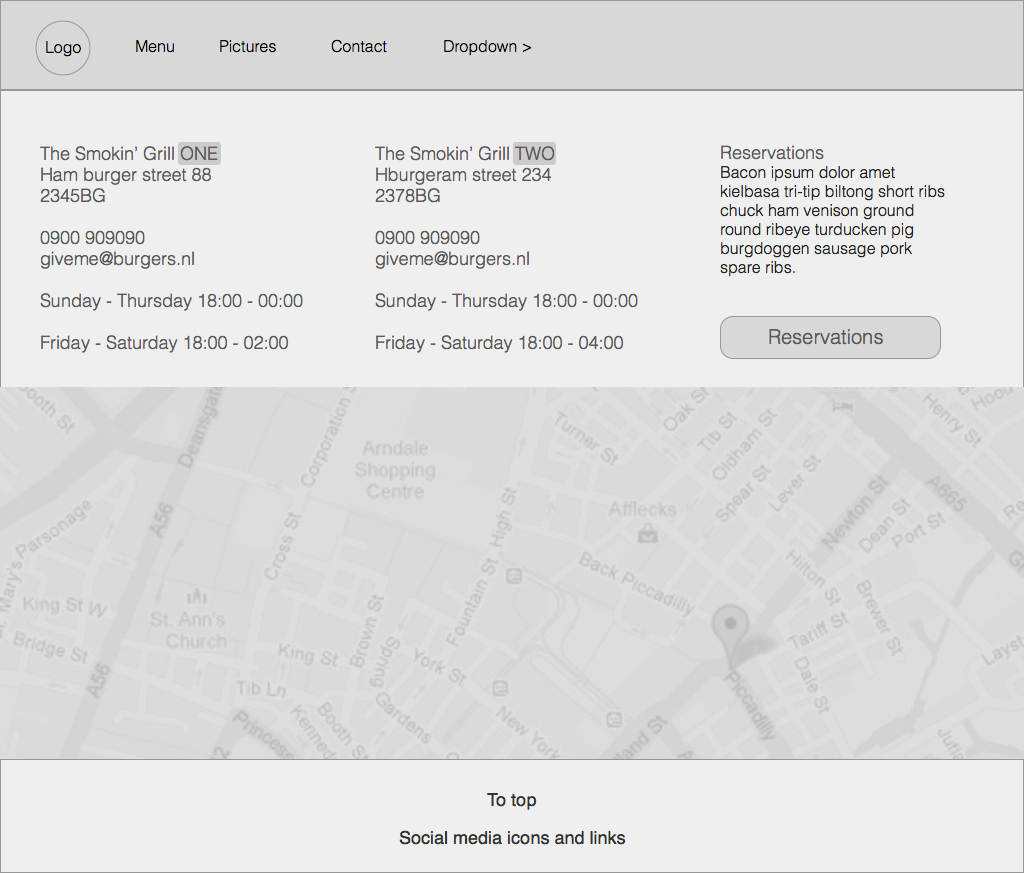 Logo
Menu
Pictures
Contact
Dropdown >
The Smokin’ Grill ONE
Ham burger street 88
2345BG
0900 909090
giveme@burgers.nl
Sunday - Thursday 18:00 - 00:00
Friday - Saturday 18:00 - 02:00
The Smokin’ Grill TWO
Hburgeram street 234
2378BG
0900 909090
giveme@burgers.nl
Sunday - Thursday 18:00 - 00:00
Friday - Saturday 18:00 - 04:00
Reservations
Bacon ipsum dolor amet
kielbasa tri-tip biltong short ribs
chuck ham venison ground
round ribeye turducken pig
burgdoggen sausage pork
spare ribs.
Reservations
Booth St
Deansgate
Corporation St
Arndale
Shopping
Centre
Turner St
Oak St
Tib St
Oldham St
Spear St
Lever St
Henry St
Newton St
A665
Dean St
Port St
Afflecks
High St
Cross St
A56
St. Mary's Parsonage
Back Piccadilly
Hilton St
Brewer St
Tariff St
Dale St
Piccadilly
Fountain St
Brown St
King St W
Bridge St
St. Ann's
Church
King St
Spring
Gardens
York St
New York
Tib Ln
Booth St
Princess
A56
To top
Social media icons and links